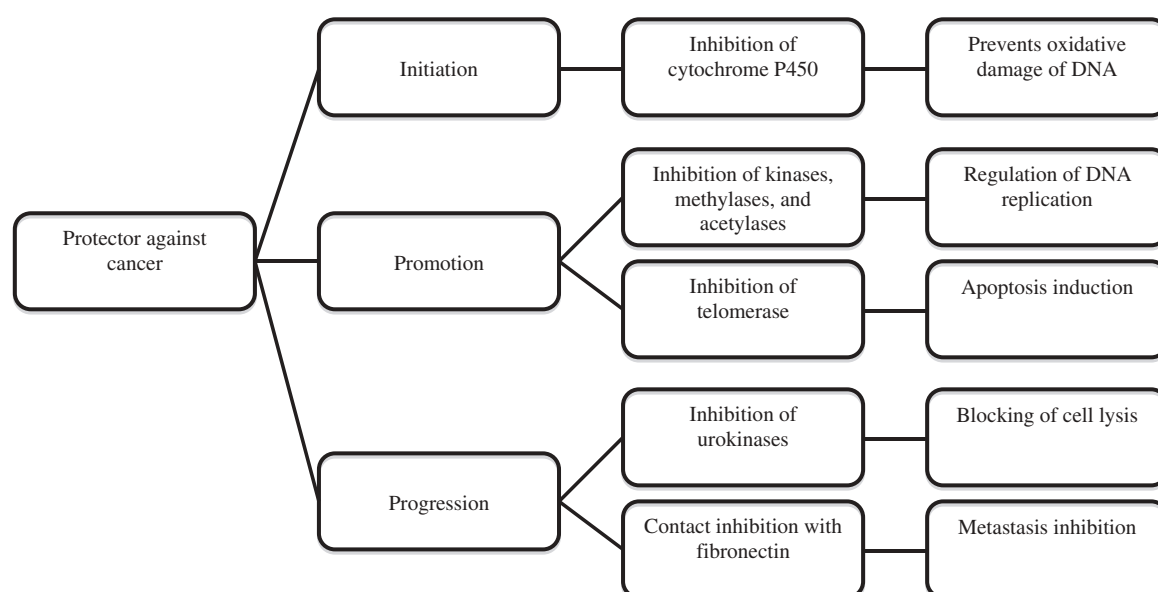 Protector against
cancer
Initiation
Inhibition of
cytochrome P450
Prevents oxidative
damage of DNA
Promotion
Inhibition of kinases,
methylases, and
acetylases
Regulation of DNA
replication
Inhibition of
telomerase
Apoptosis induction
Progression
Inhibition of
urokinases
Blocking of cell lysis
Contact inhibition with
fibronectin
Metastasis inhibition